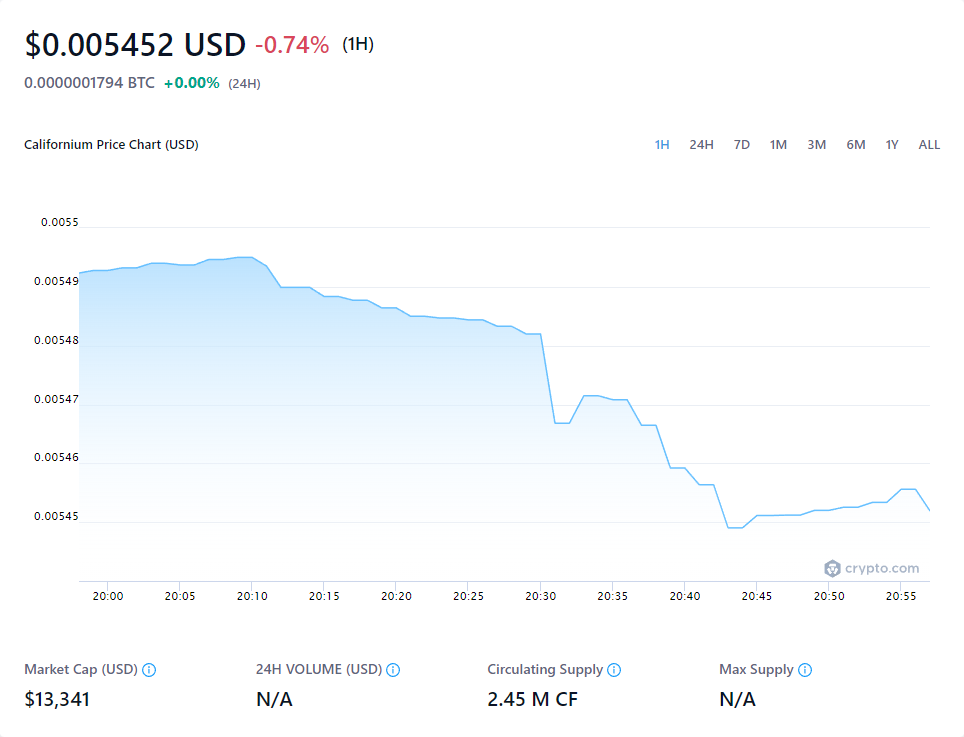 $0.005452 USD -0.74% (1H)
0.0000001794 BTC +0.00% (24H)
Californium Price Chart (USD) 1H 24H 7D 1M 3M 6M 1Y ALL
0.0055
0.00549
0.00548
0.00547
0.00546
0.00545
crypto.com
20:00 20:05 20:10 20:15 20:20 20:25 20:30 20:35 20:40 20:45 20:50 20:55
Market Cap (USD) 24H VOLUME (USD) Circulating Supply Max Supply
$13,341 N/A 2.45 M CF N/A